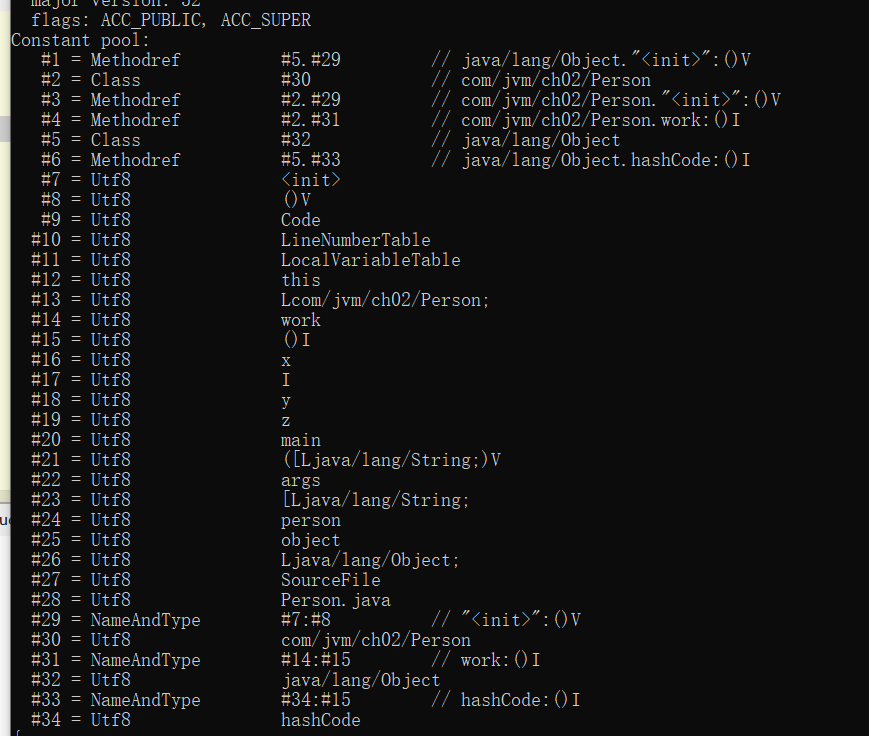 major version: 52
flags: ACC_PUBLIC, ACC_SUPER
Constant pool:
#1 = Methodref #5.#29 // java/lang/Object."<init>":()V
#2 = Class #30 // com/jvm/ch02/Person
#3 = Methodref #2.#29 // com/jvm/ch02/Person."<init>":()V
#4 = Methodref #2.#31 // com/jvm/ch02/Person.work:()I
#5 = Class #32 // java/lang/Object
#6 = Methodref #5.#33 // java/lang/Object.hashCode:()I
#7 = Utf8 <init>
#8 = Utf8 ()V
#9 = Utf8 Code
#10 = Utf8 LineNumberTable
#11 = Utf8 LocalVariableTable
#12 = Utf8 this
#13 = Utf8 Lcom/jvm/ch02/Person;
#14 = Utf8 work
#15 = Utf8 ()I
#16 = Utf8 x
#17 = Utf8 I
#18 = Utf8 y
#19 = Utf8 z
#20 = Utf8 main
#21 = Utf8 ([Ljava/lang/String;)V
#22 = Utf8 args
#23 = Utf8 [Ljava/lang/String;
#24 = Utf8 person
#25 = Utf8 object
#26 = Utf8 Ljava/lang/Object;
#27 = Utf8 SourceFile
#28 = Utf8 Person.java
#29 = NameAndType #7:#8 // "<init>":()V
#30 = Utf8 com/jvm/ch02/Person
#31 = NameAndType #14:#15 // work:()I
#32 = Utf8 java/lang/Object
#33 = NameAndType #34:#15 // hashCode:()I
#34 = Utf8 hashCode
{